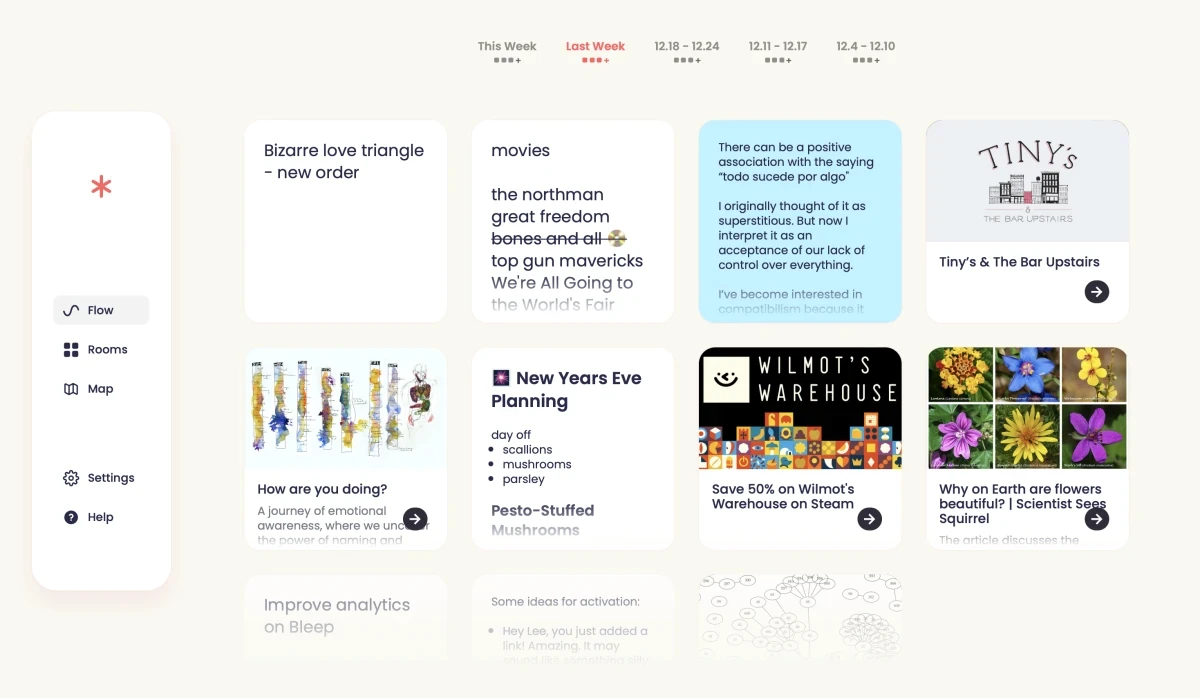 This Week
Last Week
12.18 - 12.24
12.11 - 12.17
12.4 - 12.10
Flow
Rooms
Map
Settings
Help
Bizarre love triangle
- new order
movies
the northman
great freedom
bones and all
top gun mavericks
We're All Going to
the World's Fair
There can be a positive
association with the saying
“todo sucede por algo"
I originally thought of it as
superstitious. But now I
interpret it as an
acceptance of our lack of
control over everything.
I’ve become interested in
compatibilism because it
TINY's
&
THE BAR UPSTAIRS
Tiny’s & The Bar Upstairs
How are you doing?
A journey of emotional
awareness, where we
the power of naming and
New Years Eve
Planning
day off
scallions
mushrooms
parsley
Pesto-Stuffed
Mushrooms
WILMOT'S
WAREHOUSE
Save 50% on Wilmot's
Warehouse on Steam
Why on Earth are flowers
beautiful? | Scientist Sees
Squirrel
The article discusses the
Improve analytics
on Bleep
Some ideas for activation:
Hey Lee, you just added a
link! Amazing. It may
sound like something silly